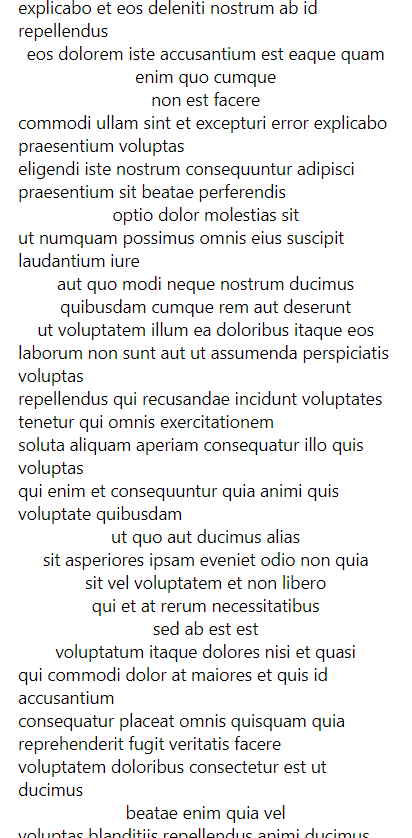 explicabo et eos deleniti nostrum ab id
repellendus
eos dolorem iste accusantium est eaque quam
enim quo cumque
non est facere
commodi ullam sint et excepturi error explicabo
praesentium voluptas
eligendi iste nostrum consequuntur adipisci
praesentium sit beatae perferendis
optio dolor molestias sit
ut numquam possimus omnis eius suscipit
laudantium iure
aut quo modi neque nostrum ducimus
quibusdam cumque rem aut deserunt
ut voluptatem illum ea doloribus itaque eos
laborum non sunt aut ut assumenda perspiciatis
voluptas
repellendus qui recusandae incidunt voluptates
tenetur qui omnis exercitationem
soluta aliquam aperiam consequatur illo quis
voluptas
qui enim et consequuntur quia animi quis
voluptate quibusdam
ut quo aut ducimus alias
sit asperiores ipsam eveniet odio non quia
sit vel voluptatem et non libero
qui et at rerum necessitatibus
sed ab est est
voluptatum itaque dolores nisi et quasi
qui commodi dolor at maiores et quis id
accusantium
consequatur placeat omnis quisquam quia
reprehenderit fugit veritatis facere
voluptatem doloribus consectetur est ut
ducimus
beatae enim quia vel
voluptas blanditiis repellendus animi ducimus